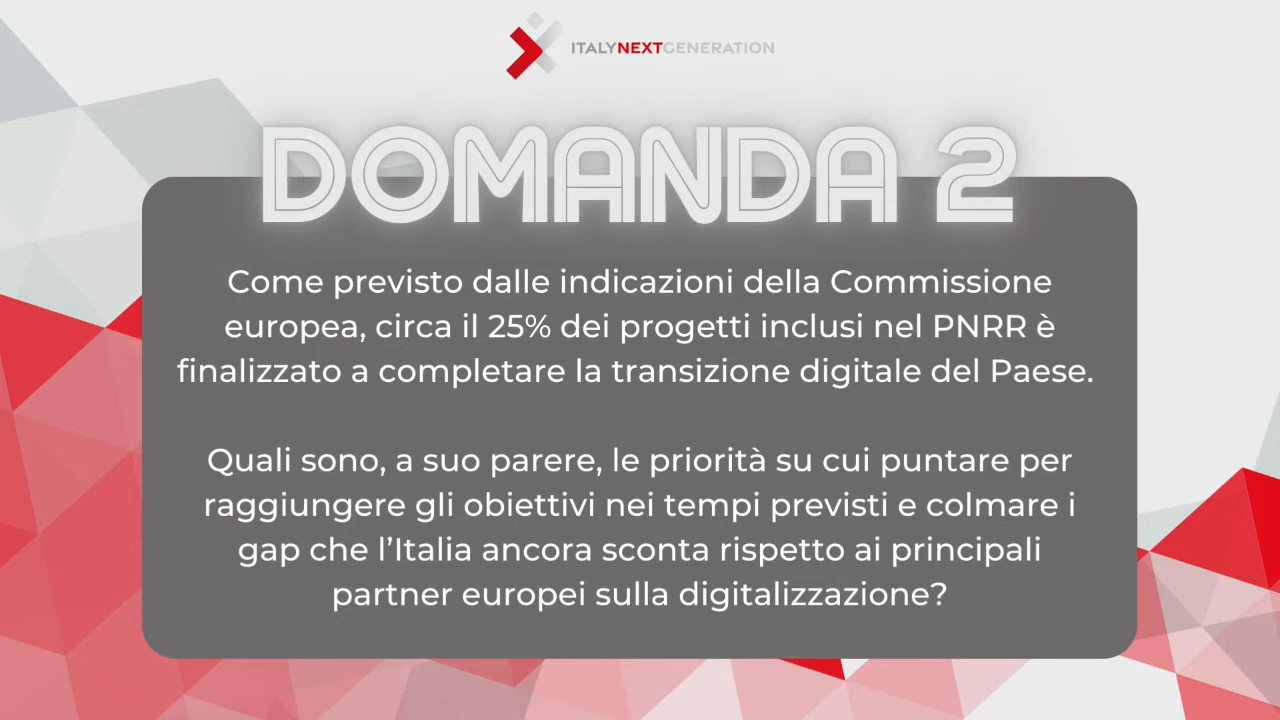 ITALYNEXTGENERATION
DOMANDA 2
Come previsto dalle indicazioni della Commissione
europea, circa il 25% dei progetti inclusi nel PNRR è
finalizzato a completare la transizione digitale del Paese.
Quali sono, a suo parere, le priorità su cui puntare per
raggiungere gli obiettivi nei tempi previsti e colmare i
gap che l’Italia ancora sconta rispetto ai principali
partner europei sulla digitalizzazione?